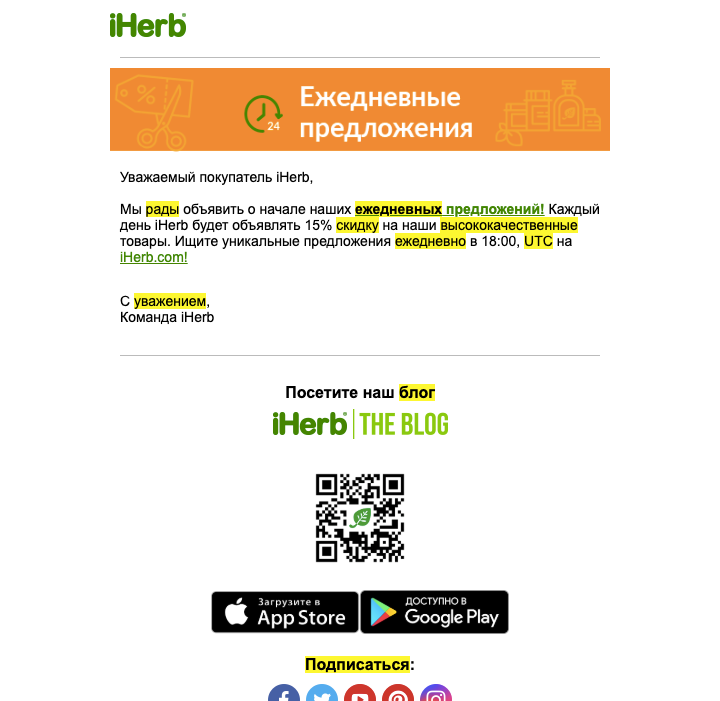 iHerb
24
Ежедневные
предложения
Уважаемый покупатель iHerb,
Мы рады объявить о начале наших ежедневных предложений! Каждый
день iHerb будет объявлять 15% скидку на наши высококачественные
товары. Ищите уникальные предложения ежедневно в 18:00, UTC на
iHerb.com!
С уважением,
Команда iHerb
Посетите наш блог
iHerb | THE BLOG
Загрузите в
App Store
ДОСТУПНО В
Google Play
Подписаться: